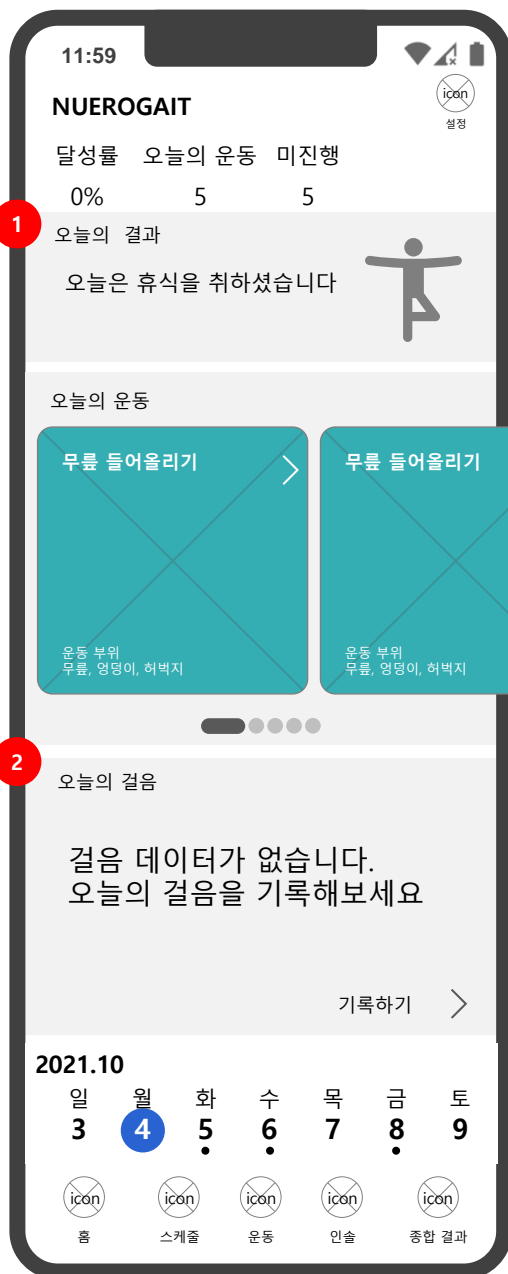 11:59
NUEROGAIT
icon
설정
달성률 오늘의 운동 미진행
0% 5 5
1
오늘의 결과
오늘은 휴식을 취하셨습니다
오늘의 운동
무릎 들어올리기
운동 부위
무릎, 엉덩이, 허벅지
무릎 들어올리기
운동 부위
무릎, 엉덩이, 허벅지
2
오늘의 걸음
걸음 데이터가 없습니다.
오늘의 걸음을 기록해보세요
기록하기
2021.10
일 월 화 수 목 금 토
3 4 5 6 7 8 9
icon icon icon icon icon
홈 스케줄 운동 인솔 종합 결과